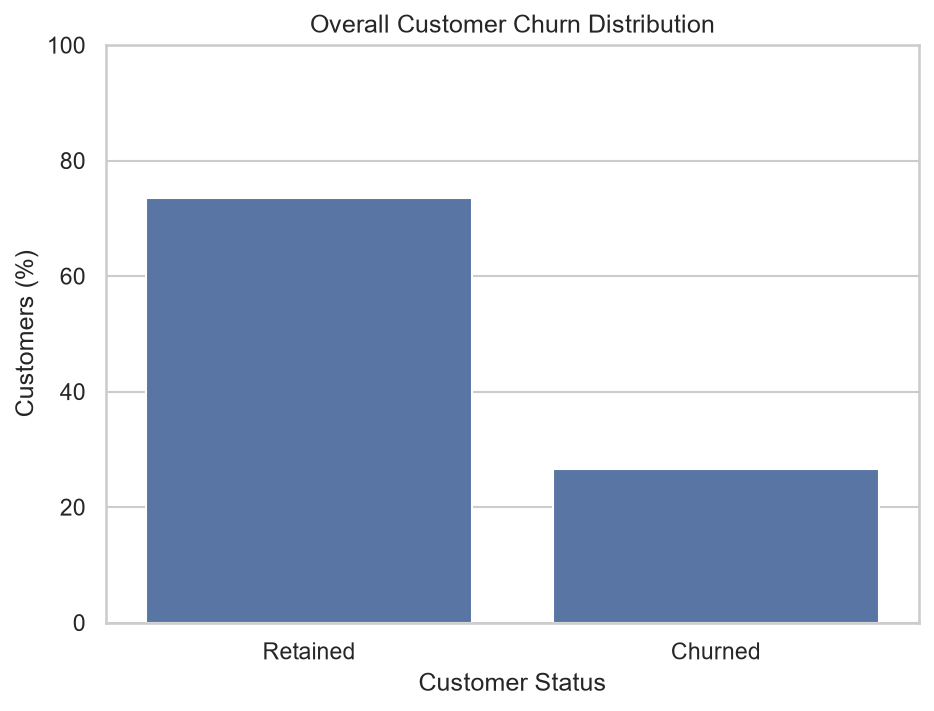 Overall Customer Churn Distribution
100
80
60
40
20
0
Customers (%)
Retained
Churned
Customer Status